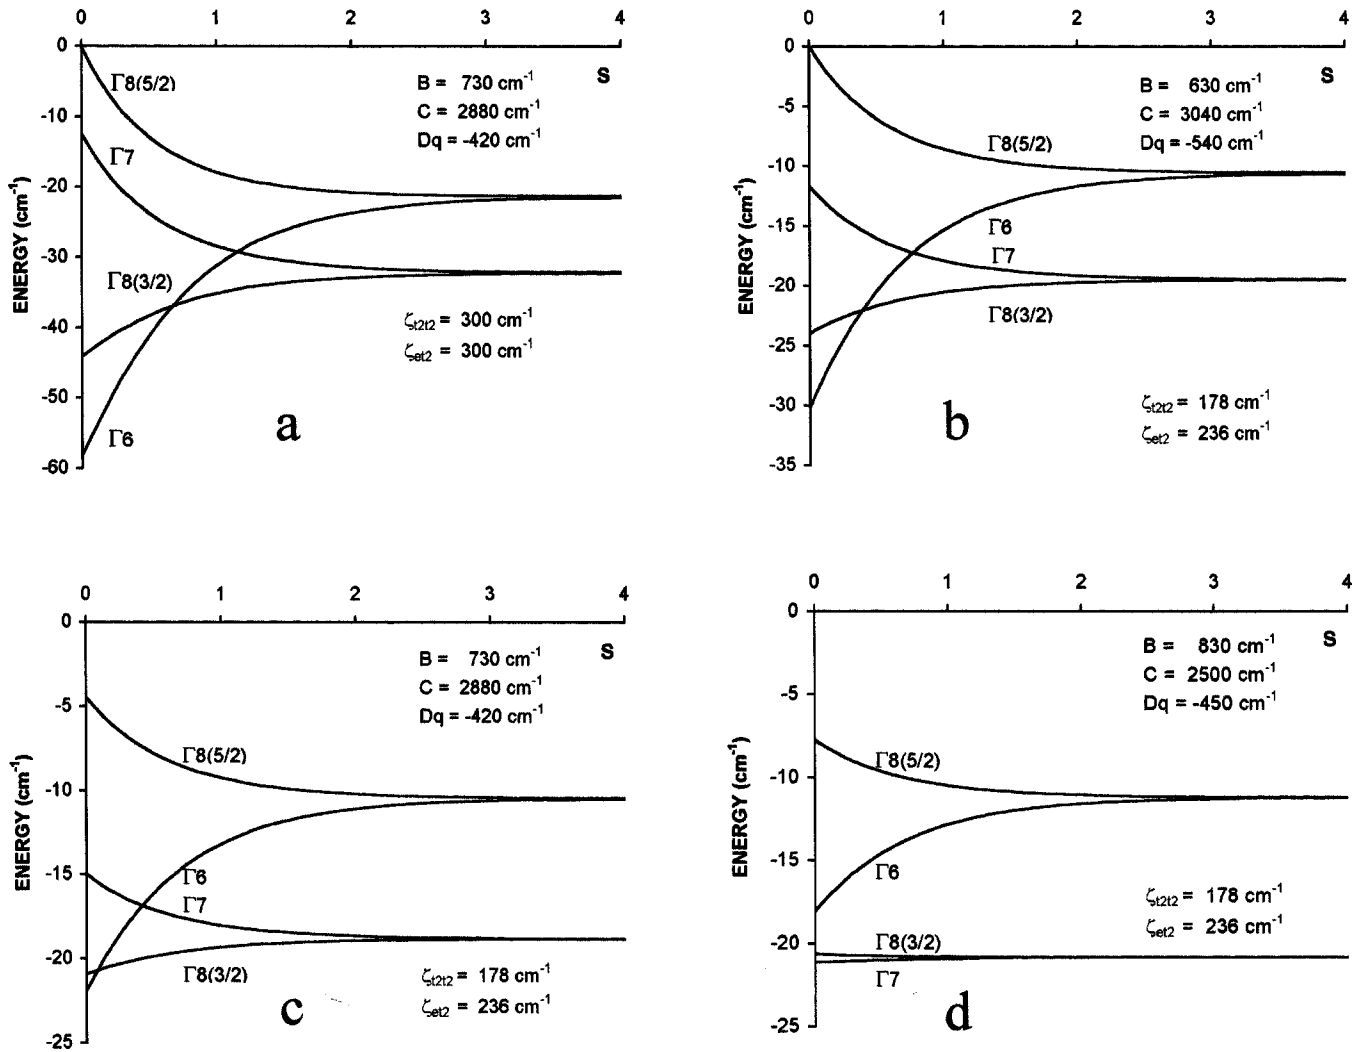 0 1 2 3 4
0
-10
-20
-30
-40
-50
-60
ENERGY (cm⁻¹)
S
B = 730 cm⁻¹
C = 2880 cm⁻¹
Dq = -420 cm⁻¹
Γ8(5/2)
Γ7
Γ8(3/2)
Γ6
ζt2t2 = 300 cm⁻¹
ζet2 = 300 cm⁻¹
a
0 1 2 3 4
0
-5
-10
-15
-20
-25
-30
-35
ENERGY (cm⁻¹)
S
B = 630 cm⁻¹
C = 3040 cm⁻¹
Dq = -540 cm⁻¹
Γ8(5/2)
Γ6
Γ7
Γ8(3/2)
ζt2t2 = 178 cm⁻¹
ζet2 = 236 cm⁻¹
b
0 1 2 3 4
0
-5
-10
-15
-20
-25
ENERGY (cm⁻¹)
S
B = 730 cm⁻¹
C = 2880 cm⁻¹
Dq = -420 cm⁻¹
Γ8(5/2)
Γ6
Γ7
Γ8(3/2)
ζt2t2 = 178 cm⁻¹
ζet2 = 236 cm⁻¹
c
0 1 2 3 4
0
-5
-10
-15
-20
-25
ENERGY (cm⁻¹)
S
B = 830 cm⁻¹
C = 2500 cm⁻¹
Dq = -450 cm⁻¹
Γ8(5/2)
Γ6
Γ8(3/2)
Γ7
ζt2t2 = 178 cm⁻¹
ζet2 = 236 cm⁻¹
d